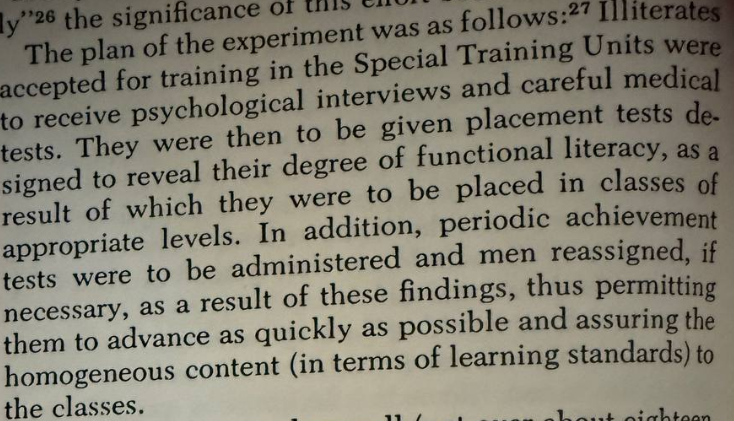 ly"26 the significance of this
The plan of the experiment was as follows:27 Illiterates
accepted for training in the Special Training Units were
to receive psychological interviews and careful medical
tests. They were then to be given placement tests de-
signed to reveal their degree of functional literacy, as a
result of which they were to be placed in classes of
appropriate levels. In addition, periodic achievement
tests were to be administered and men reassigned, if
necessary, as a result of these findings, thus permitting
them to advance as quickly as possible and assuring the
homogeneous content (in terms of learning standards) to
the classes.
about eighteen